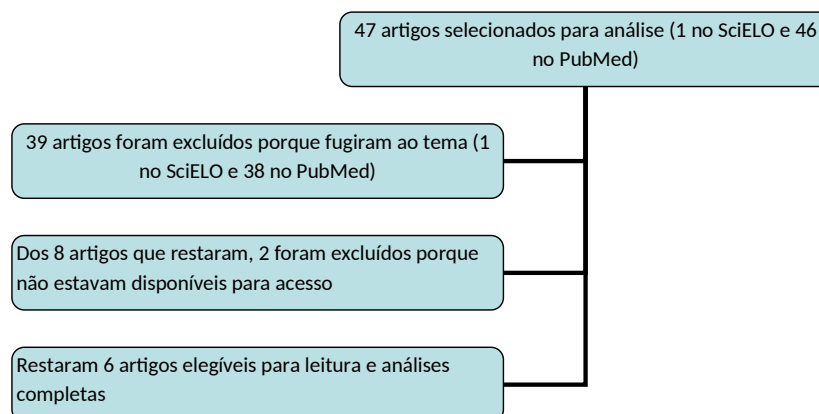 47 artigos selecionados para análise (1 no SciELO e 46
no PubMed)
39 artigos foram excluídos porque fugiram ao tema (1
no SciELO e 38 no PubMed)
Dos 8 artigos que restaram, 2 foram excluídos porque
não estavam disponíveis para acesso
Restaram 6 artigos elegíveis para leitura e análises
completas